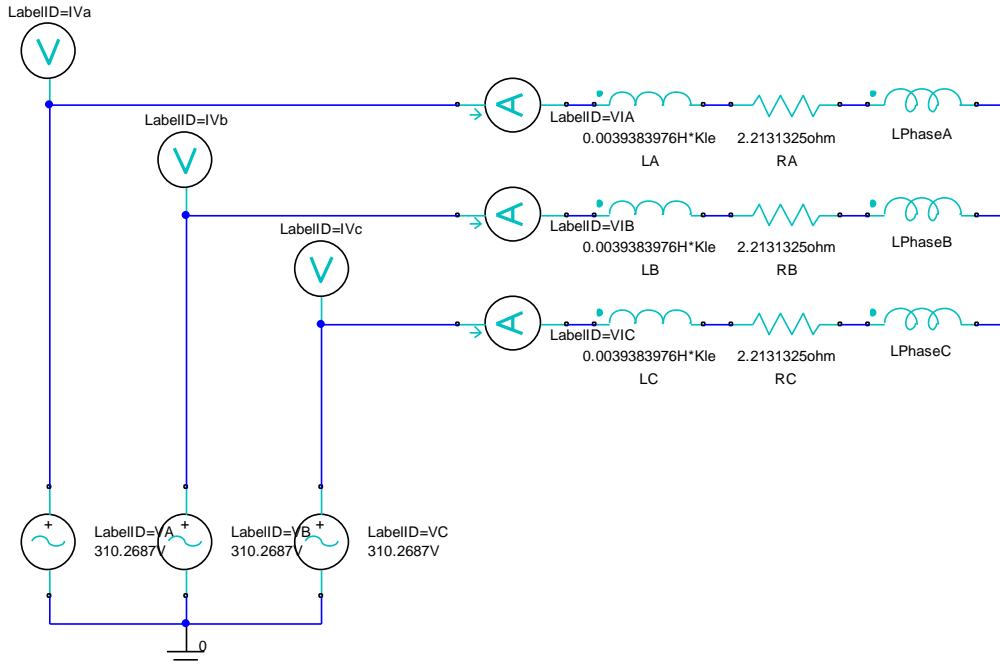 LabelID=IVa
V
A
LabelID=VIA
0.0039383976H*Kle
LA
2.2131325ohm
RA
LPhaseA
LabelID=IVb
V
A
LabelID=VIB
0.0039383976H*Kle
LB
2.2131325ohm
RB
LPhaseB
LabelID=IVc
V
A
LabelID=VIC
0.0039383976H*Kle
LC
2.2131325ohm
RC
LPhaseC
+
LabelID=VA
310.2687V
+
LabelID=VB
310.2687V
+
LabelID=VC
310.2687V
0